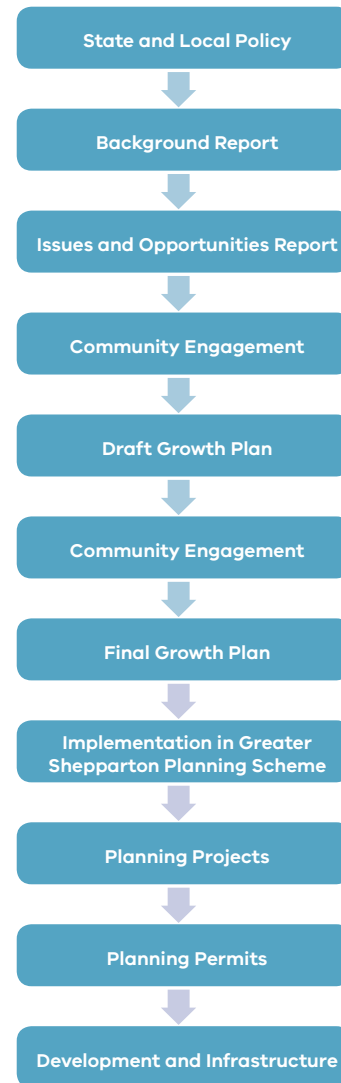 State and Local Policy
Background Report
Issues and Opportunities Report
Community Engagement
Draft Growth Plan
Community Engagement
Final Growth Plan
Implementation in Greater
Shepparton Planning Scheme
Planning Projects
Planning Permits
Development and Infrastructure